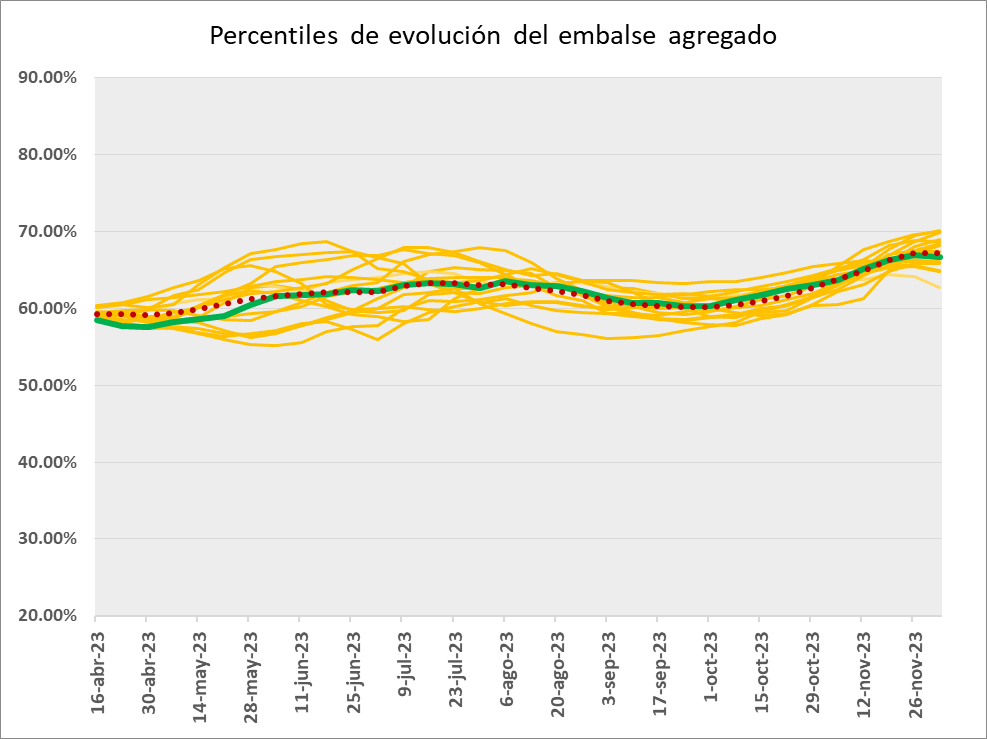 Percentiles de evolución del embalse agregado
90.00%
80.00%
70.00%
60.00%
50.00%
40.00%
30.00%
20.00%
16-abr-23
30-abr-23
14-may-23
28-may-23
11-jun-23
25-jun-23
9-jul-23
23-jul-23
6-ago-23
20-ago-23
3-sep-23
17-sep-23
1-oct-23
15-oct-23
29-oct-23
12-nov-23
26-nov-23